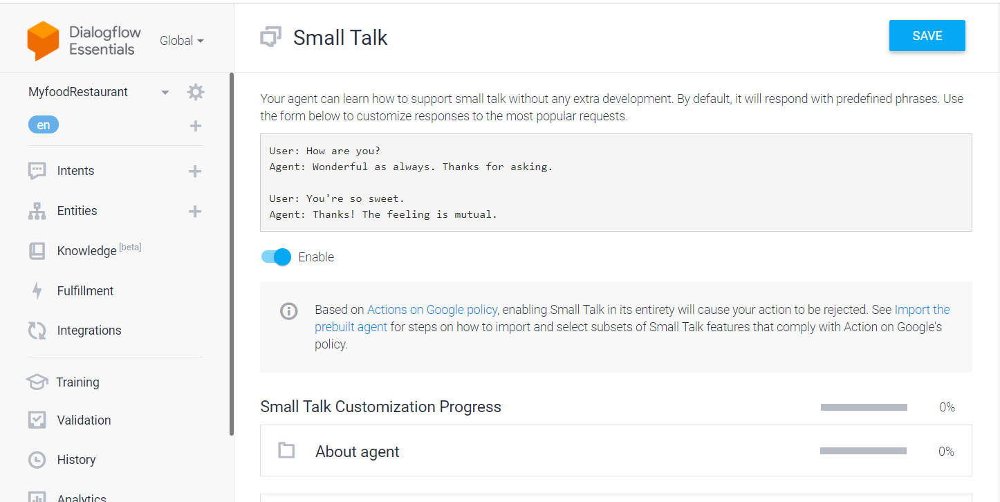 Dialogflow
Essentials
Global
MyfoodRestaurant
en
Intents
Entities
Knowledge [beta]
Fulfillment
Integrations
Training
Validation
History
Analytics
Small Talk
SAVE
Your agent can learn how to support small talk without any extra development. By default, it will respond with predefined phrases. Use
the form below to customize responses to the most popular requests.
User: How are you?
Agent: Wonderful as always. Thanks for asking.
User: You're so sweet.
Agent: Thanks! The feeling is mutual.
Enable
Based on Actions on Google policy, enabling Small Talk in its entirety will cause your action to be rejected. See Import the
prebuilt agent for steps on how to import and select subsets of Small Talk features that comply with Action on Google's
policy.
Small Talk Customization Progress
0%
About agent
0%